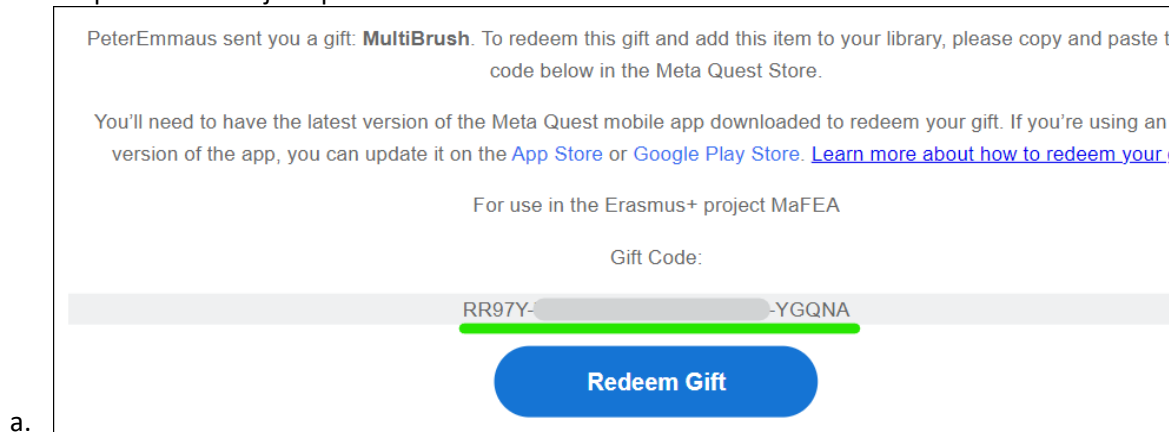 PeterEmmaus sent you a gift: MultiBrush. To redeem this gift and add this item to your library, please copy and paste
code below in the Meta Quest Store.
You'll need to have the latest version of the Meta Quest mobile app downloaded to redeem your gift. If you're using an
version of the app, you can update it on the App Store or Google Play Store. Learn more about how to redeem your
For use in the Erasmus+ project MaFEA
Gift Code:
RR97Y- -YGQNA
Redeem Gift
a.